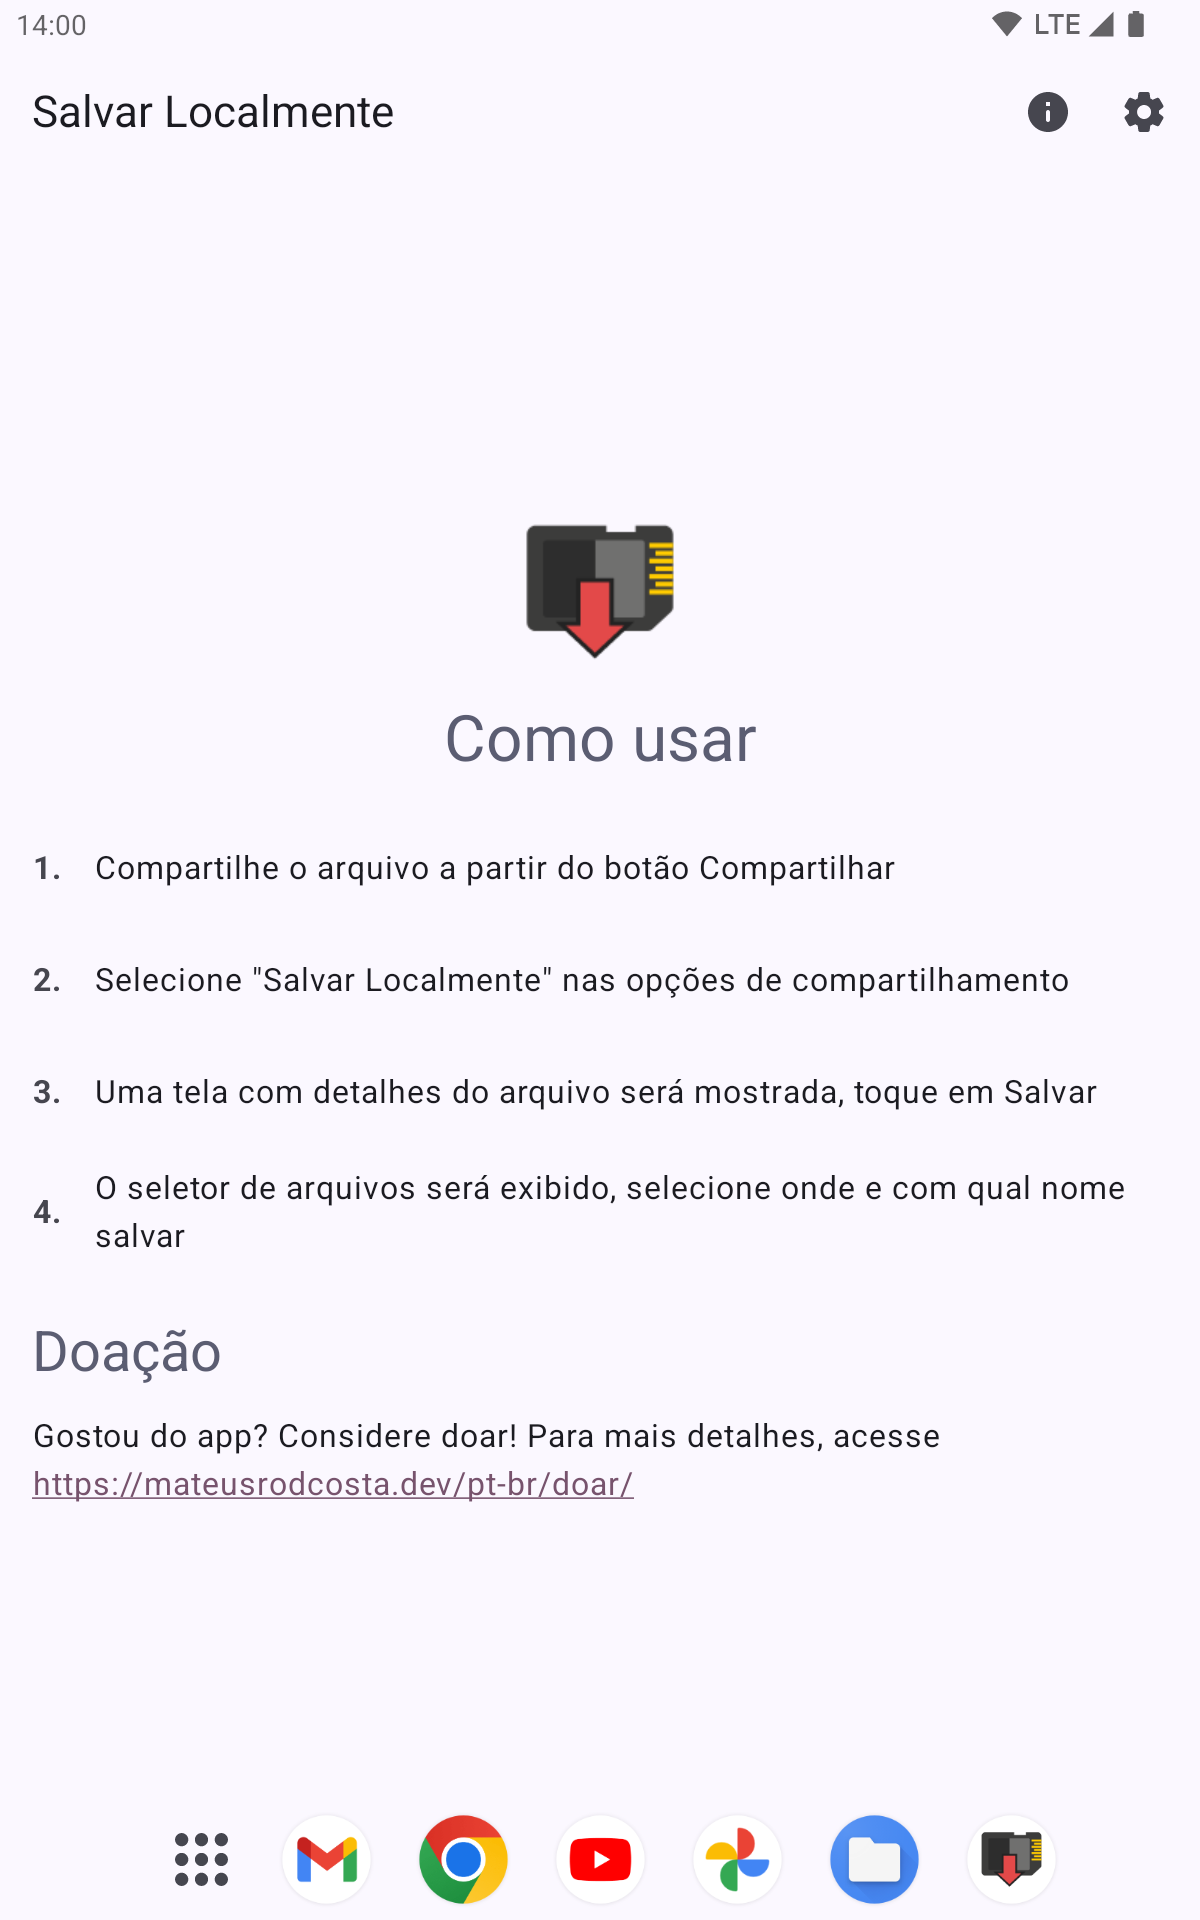 14:00
LTE
Salvar Localmente
Como usar
1. Compartilhe o arquivo a partir do botão Compartilhar
2. Selecione "Salvar Localmente" nas opções de compartilhamento
3. Uma tela com detalhes do arquivo será mostrada, toque em Salvar
4. O seletor de arquivos será exibido, selecione onde e com qual nome
salvar
Doação
Gostou do app? Considere doar! Para mais detalhes, acesse
https://mateusrodcosta.dev/pt-br/doar/